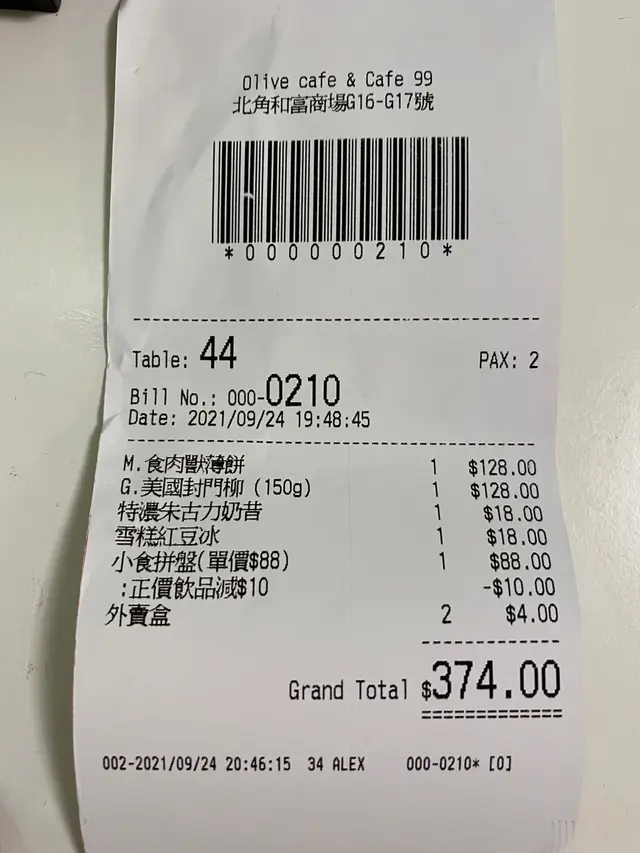 Olive cafe & Cafe 99
北角和富商場G16-G17號
*000000210*
Table: 44 PAX: 2
Bill No.: 000-0210
Date: 2021/09/24 19:48:45
M.食肉獸薄餅 1 $128.00
G.美國封門柳 (150g) 1 $128.00
特濃朱古力奶昔 1 $18.00
雪糕紅豆冰 1 $18.00
小食拼盤(單價$88) 1 $88.00
:正價飲品減$10 -$10.00
外賣盒 2 $4.00
Grand Total $374.00
002-2021/09/24 20:46:15 34 ALEX 000-0210* [0]